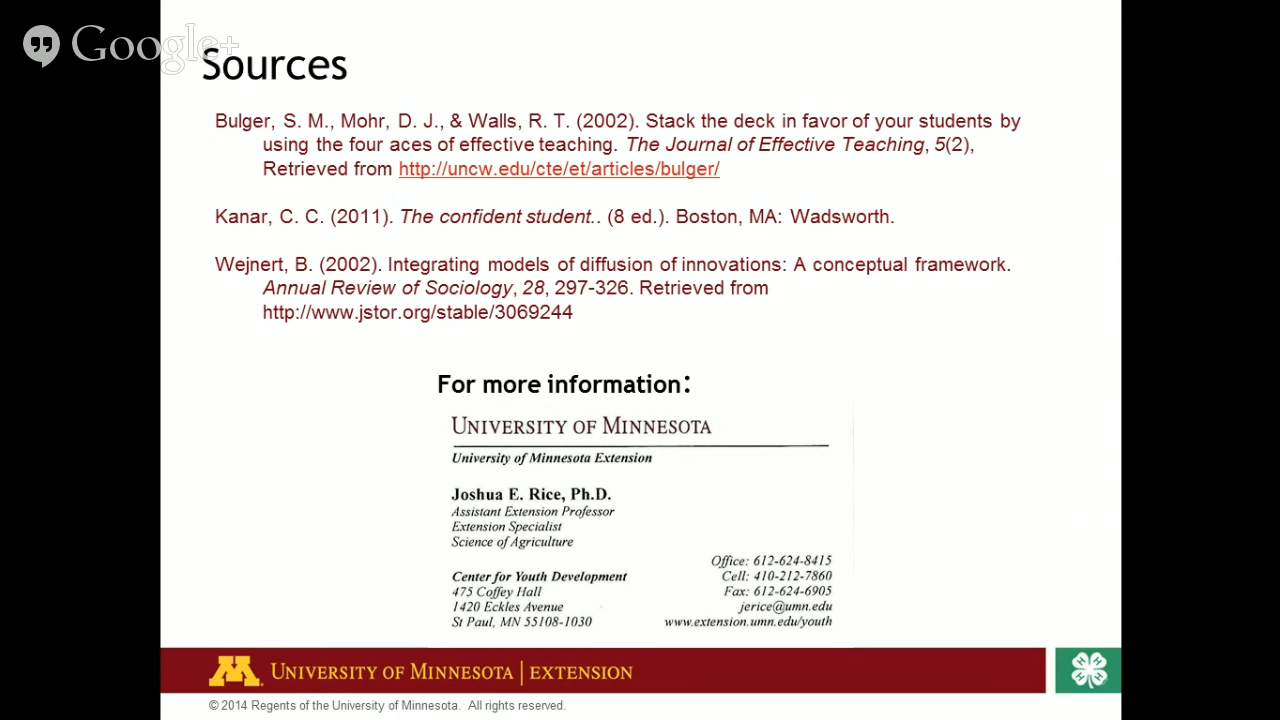 Google+
Sources
Bulger, S. M., Mohr, D. J., & Walls, R. T. (2002). Stack the deck in favor of your students by
using the four aces of effective teaching. The Journal of Effective Teaching, 5(2),
Retrieved from http://uncw.edu/cte/et/articles/bulger/
Kanar, C. C. (2011). The confident student.. (8 ed.). Boston, MA: Wadsworth.
Wejnert, B. (2002). Integrating models of diffusion of innovations: A conceptual framework.
Annual Review of Sociology, 28, 297-326. Retrieved from
http://www.jstor.org/stable/3069244
For more information:
UNIVERSITY OF MINNESOTA
University of Minnesota Extension
Joshua E. Rice, Ph.D.
Assistant Extension Professor
Extension Specialist
Science of Agriculture
Center for Youth Development
475 Coffey Hall
1420 Eckles Avenue
St Paul, MN 55108-1030
Office: 612-624-8415
Cell: 410-212-7860
Fax: 612-624-6905
jerice@umn.edu
www.extension.umn.edu/youth
M UNIVERSITY OF MINNESOTA | EXTENSION
H H H H
© 2014 Regents of the University of Minnesota. All rights reserved.